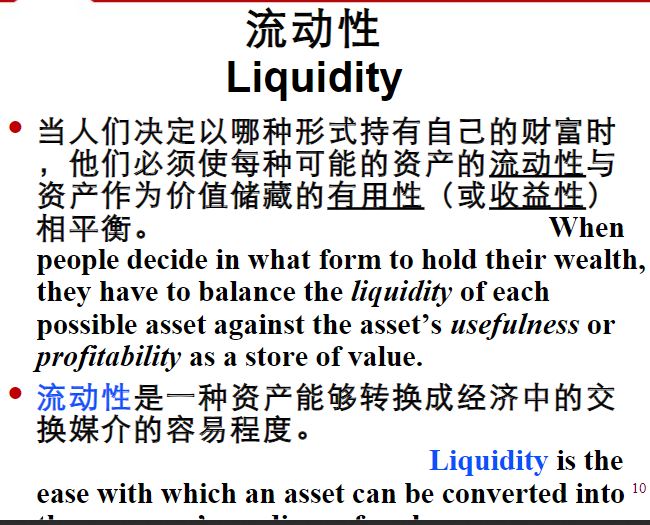 流动性
Liquidity
• 当人们决定以哪种形式持有自己的财富时
，他们必须使每种可能的资产的流动性与
资产作为价值储藏的有用性（或收益性）
相平衡。 When
people decide in what form to hold their wealth,
they have to balance the liquidity of each
possible asset against the asset’s usefulness or
profitability as a store of value.
• 流动性是一种资产能够转换成经济中的交
换媒介的容易程度。
Liquidity is the
ease with which an asset can be converted into
10